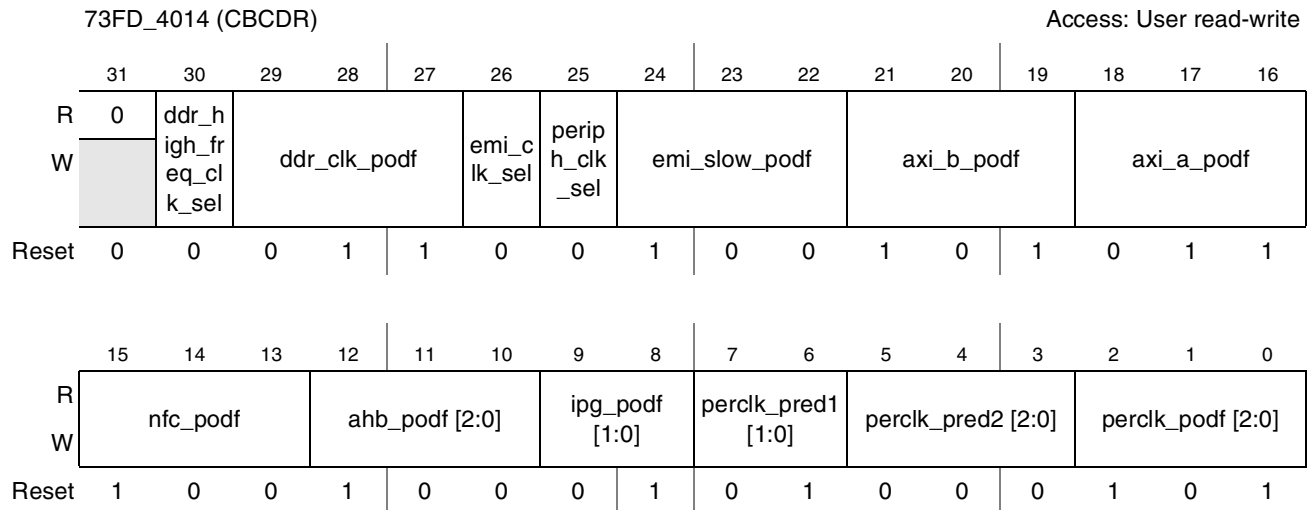 73FD_4014 (CBCDR) Access: User read-write
31 30 29 28 27 26 25 24 23 22 21 20 19 18 17 16
R 0
W
ddr_h
igh_fr
eq_cl
k_sel
ddr_clk_podf
emi_c
lk_sel
perip
h_clk
_sel
emi_slow_podf
axi_b_podf
axi_a_podf
Reset 0 0 0 1 1 0 0 1 0 0 1 0 1 0 1 1
15 14 13 12 11 10 9 8 7 6 5 4 3 2 1 0
R
W
nfc_podf
ahb_podf [2:0]
ipg_podf
[1:0]
perclk_pred1
[1:0]
perclk_pred2 [2:0]
perclk_podf [2:0]
Reset 1 0 0 1 0 0 0 1 0 1 0 0 0 1 0 1